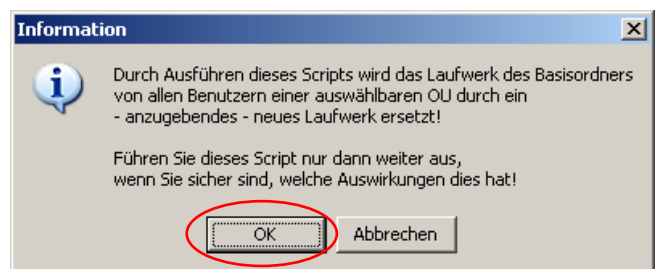 Information
Durch Ausführen dieses Scripts wird das Laufwerk des Basisordners
von allen Benutzern einer auswählbaren OU durch ein
- anzugebendes - neues Laufwerk ersetzt!
Führen Sie dieses Script nur dann weiter aus,
wenn Sie sicher sind, welche Auswirkungen dies hat!
OK Abbrechen